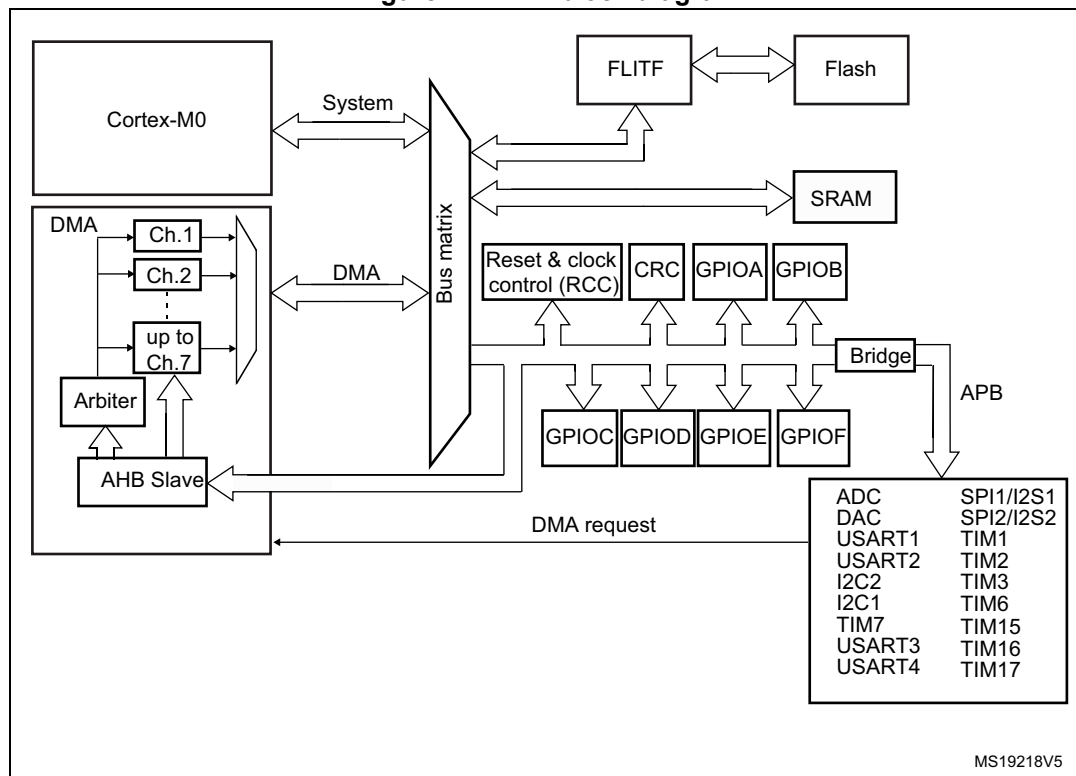 FLITF
Flash
System
Cortex-M0
SRAM
DMA
Ch.1
Bus matrix
Reset & clock
control (RCC)
CRC
GPIOA
GPIOB
Ch.2
DMA
up to
Ch.7
Bridge
Arbiter
APB
GPIOC
GPIOD
GPIOE
GPIOF
AHB Slave
ADC
DAC
USART1
USART2
I2C2
I2C1
TIM7
USART3
USART4
SPI1/I2S1
SPI2/I2S2
TIM1
TIM2
TIM3
TIM6
TIM15
TIM16
TIM17
DMA request
MS19218V5